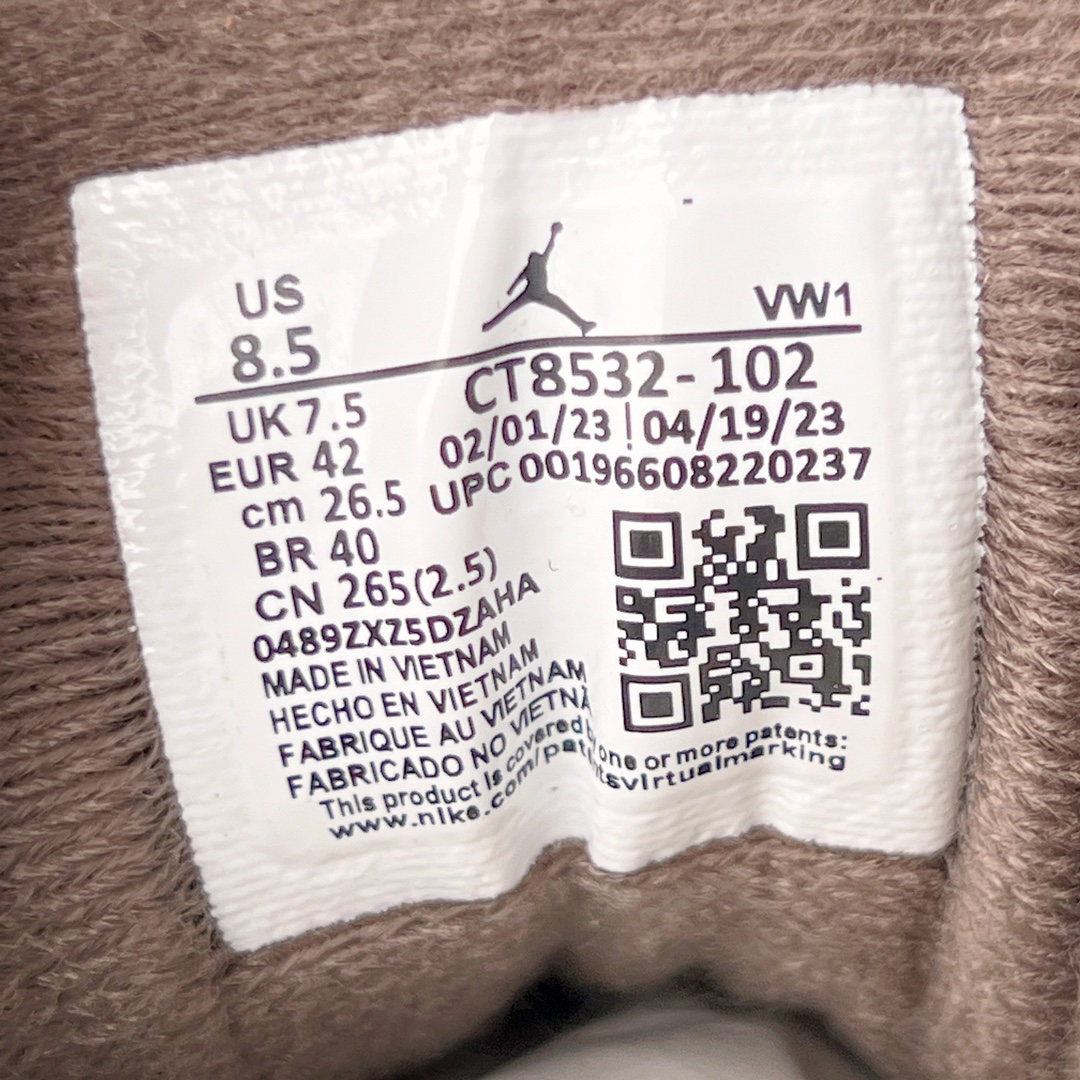 US
8.5
VW1
UK 7.5
EUR 42
cm 26.5
BR 40
CN 265(2.5)
CT8532-102
02/01/23 | 04/19/23
UPC 00196608220237
0489ZXZ5DZAHA
MADE IN VIETNAM
HECHO EN VIETNAM
FABRIQUE AU VIETNAM
FABRICADO NO VIETNÃ
This product is covered by one or more patents:
www.nike.com/patentsvirtualmarking